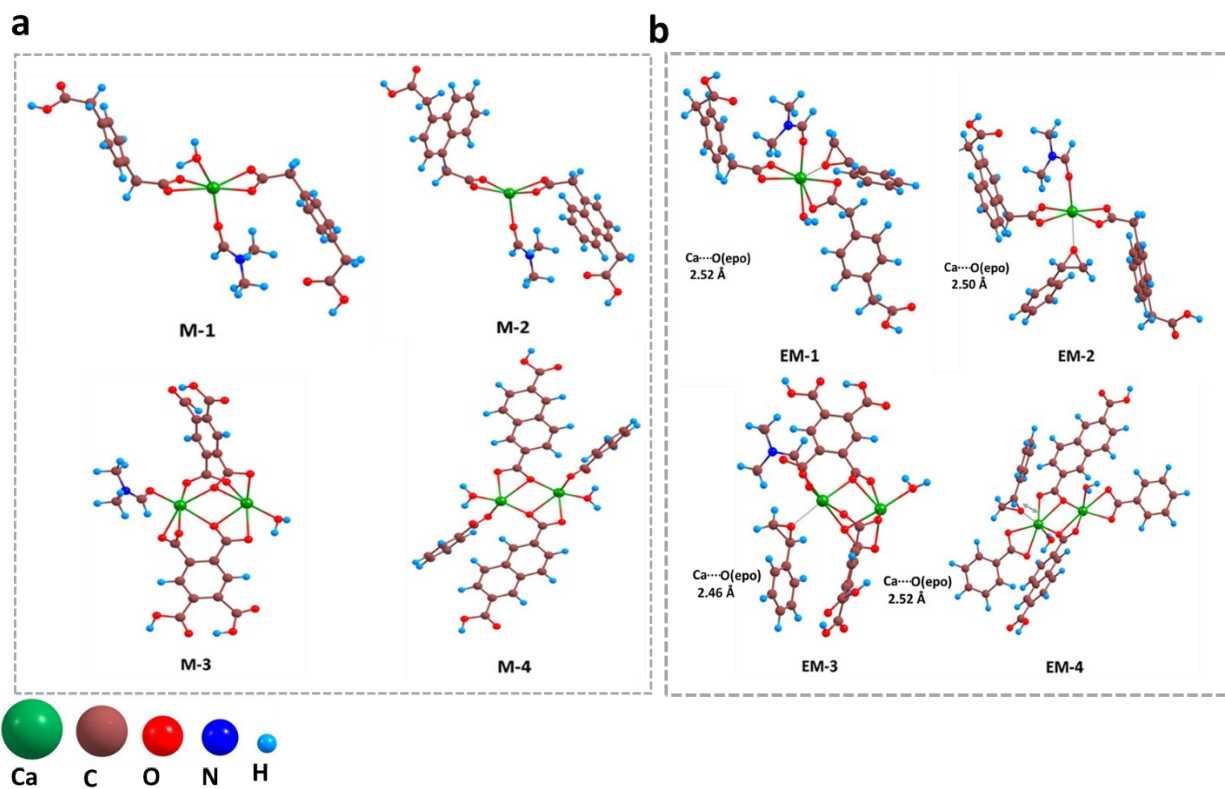 a
M-1
M-2
M-3
M-4
b
Ca····O(epo)
2.52 Å
EM-1
Ca····O(epo)
2.50 Å
EM-2
Ca····O(epo)
2.46 Å
EM-3
Ca····O(epo)
2.52 Å
EM-4
Ca C O N H